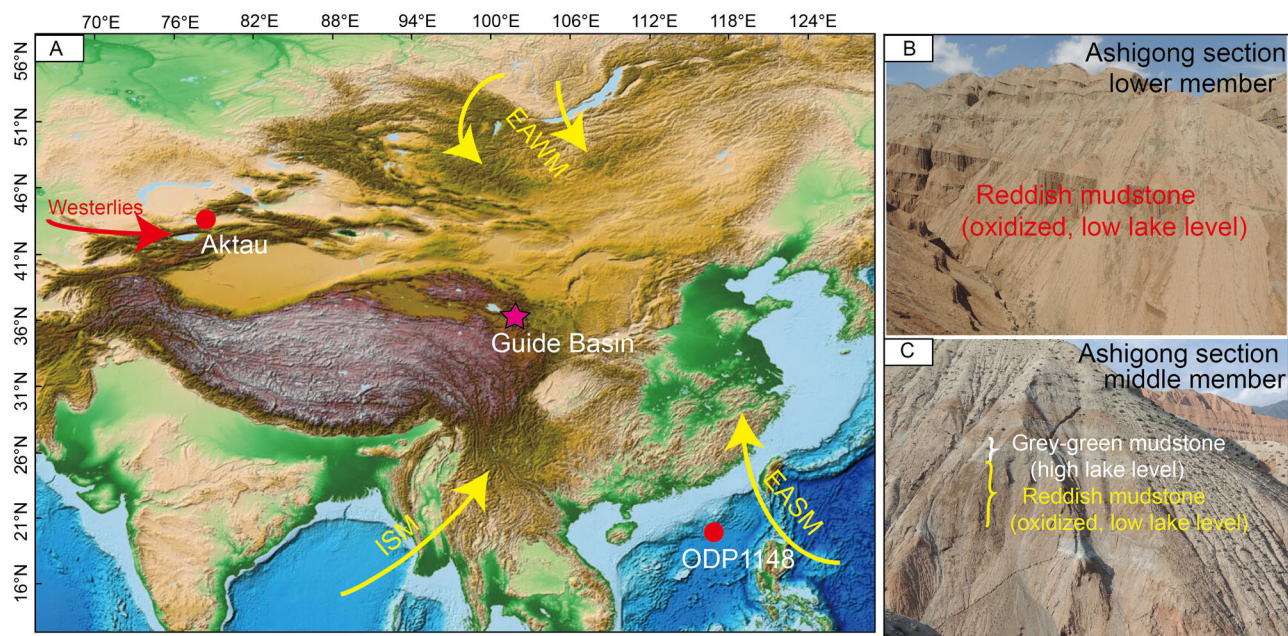 70°E 76°E 82°E 88°E 94°E 100°E 106°E 112°E 118°E 124°E
A
56°N
51°N
46°N
41°N
36°N
31°N
26°N
21°N
16°N
EAWM
Westerlies
Aktau
Guide Basin
ISM
EASM
ODP1148
B
Ashigong section
lower member
Reddish mudstone
(oxidized, low lake level)
C
Ashigong section
middle member
Grey-green mudstone
(high lake level)
Reddish mudstone
(oxidized, low lake level)